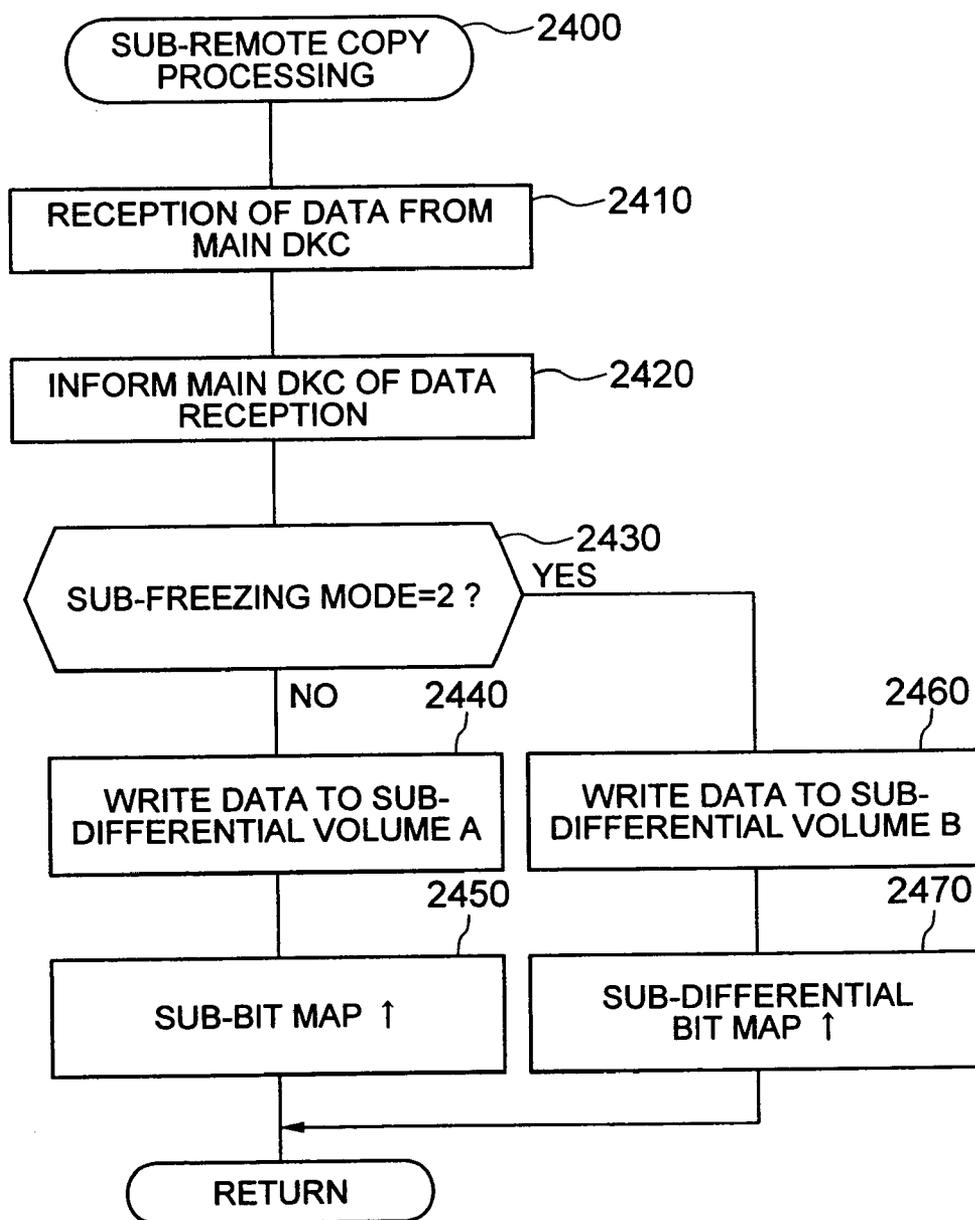 2400
SUB-REMOTE COPY
PROCESSING
2410
RECEPTION OF DATA FROM
MAIN DKC
2420
INFORM MAIN DKC OF DATA
RECEPTION
2430
SUB-FREEZING MODE=2 ?
YES
NO
2440
WRITE DATA TO SUB-
DIFFERENTIAL VOLUME A
2450
SUB-BIT MAP ↑
2460
WRITE DATA TO SUB-
DIFFERENTIAL VOLUME B
2470
SUB-DIFFERENTIAL
BIT MAP ↑
RETURN